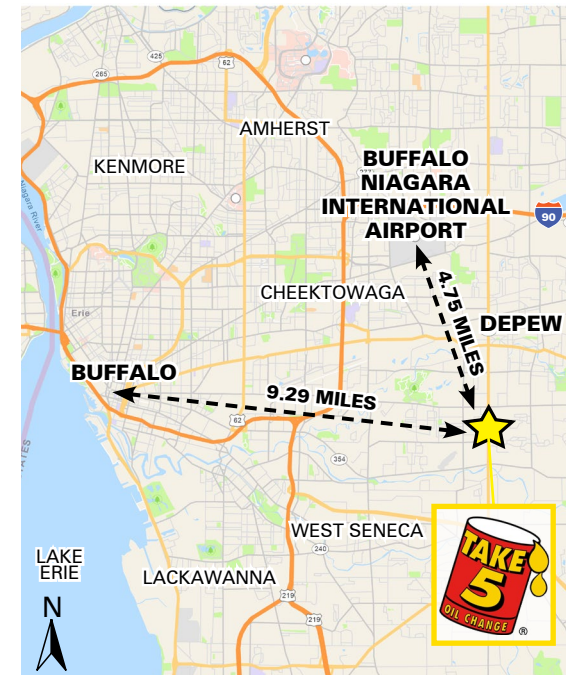 425
62
265
AMHERST
KENMORE
BUFFALO
NIAGARA
INTERNATIONAL
AIRPORT
90
Niagara River
CHEEKTOWAGA
4.75 MILES
Erie
DEPEW
BUFFALO
9.29 MILES
62
354
WEST SENECA
240
LAKE
ERIE
LACKAWANNA
219
219
N
TAKE
5
OIL CHANGE
®